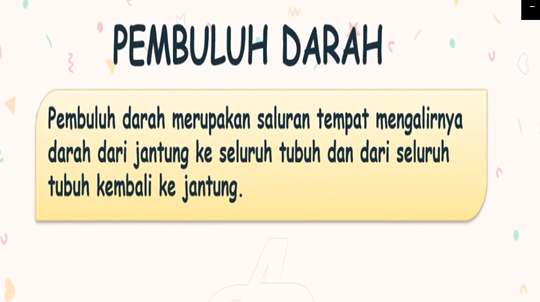 PEMBULUH DARAH
Pembuluh darah merupakan saluran tempat mengalirnya
darah dari jantung ke seluruh tubuh dan dari seluruh
tubuh kembali ke jantung.